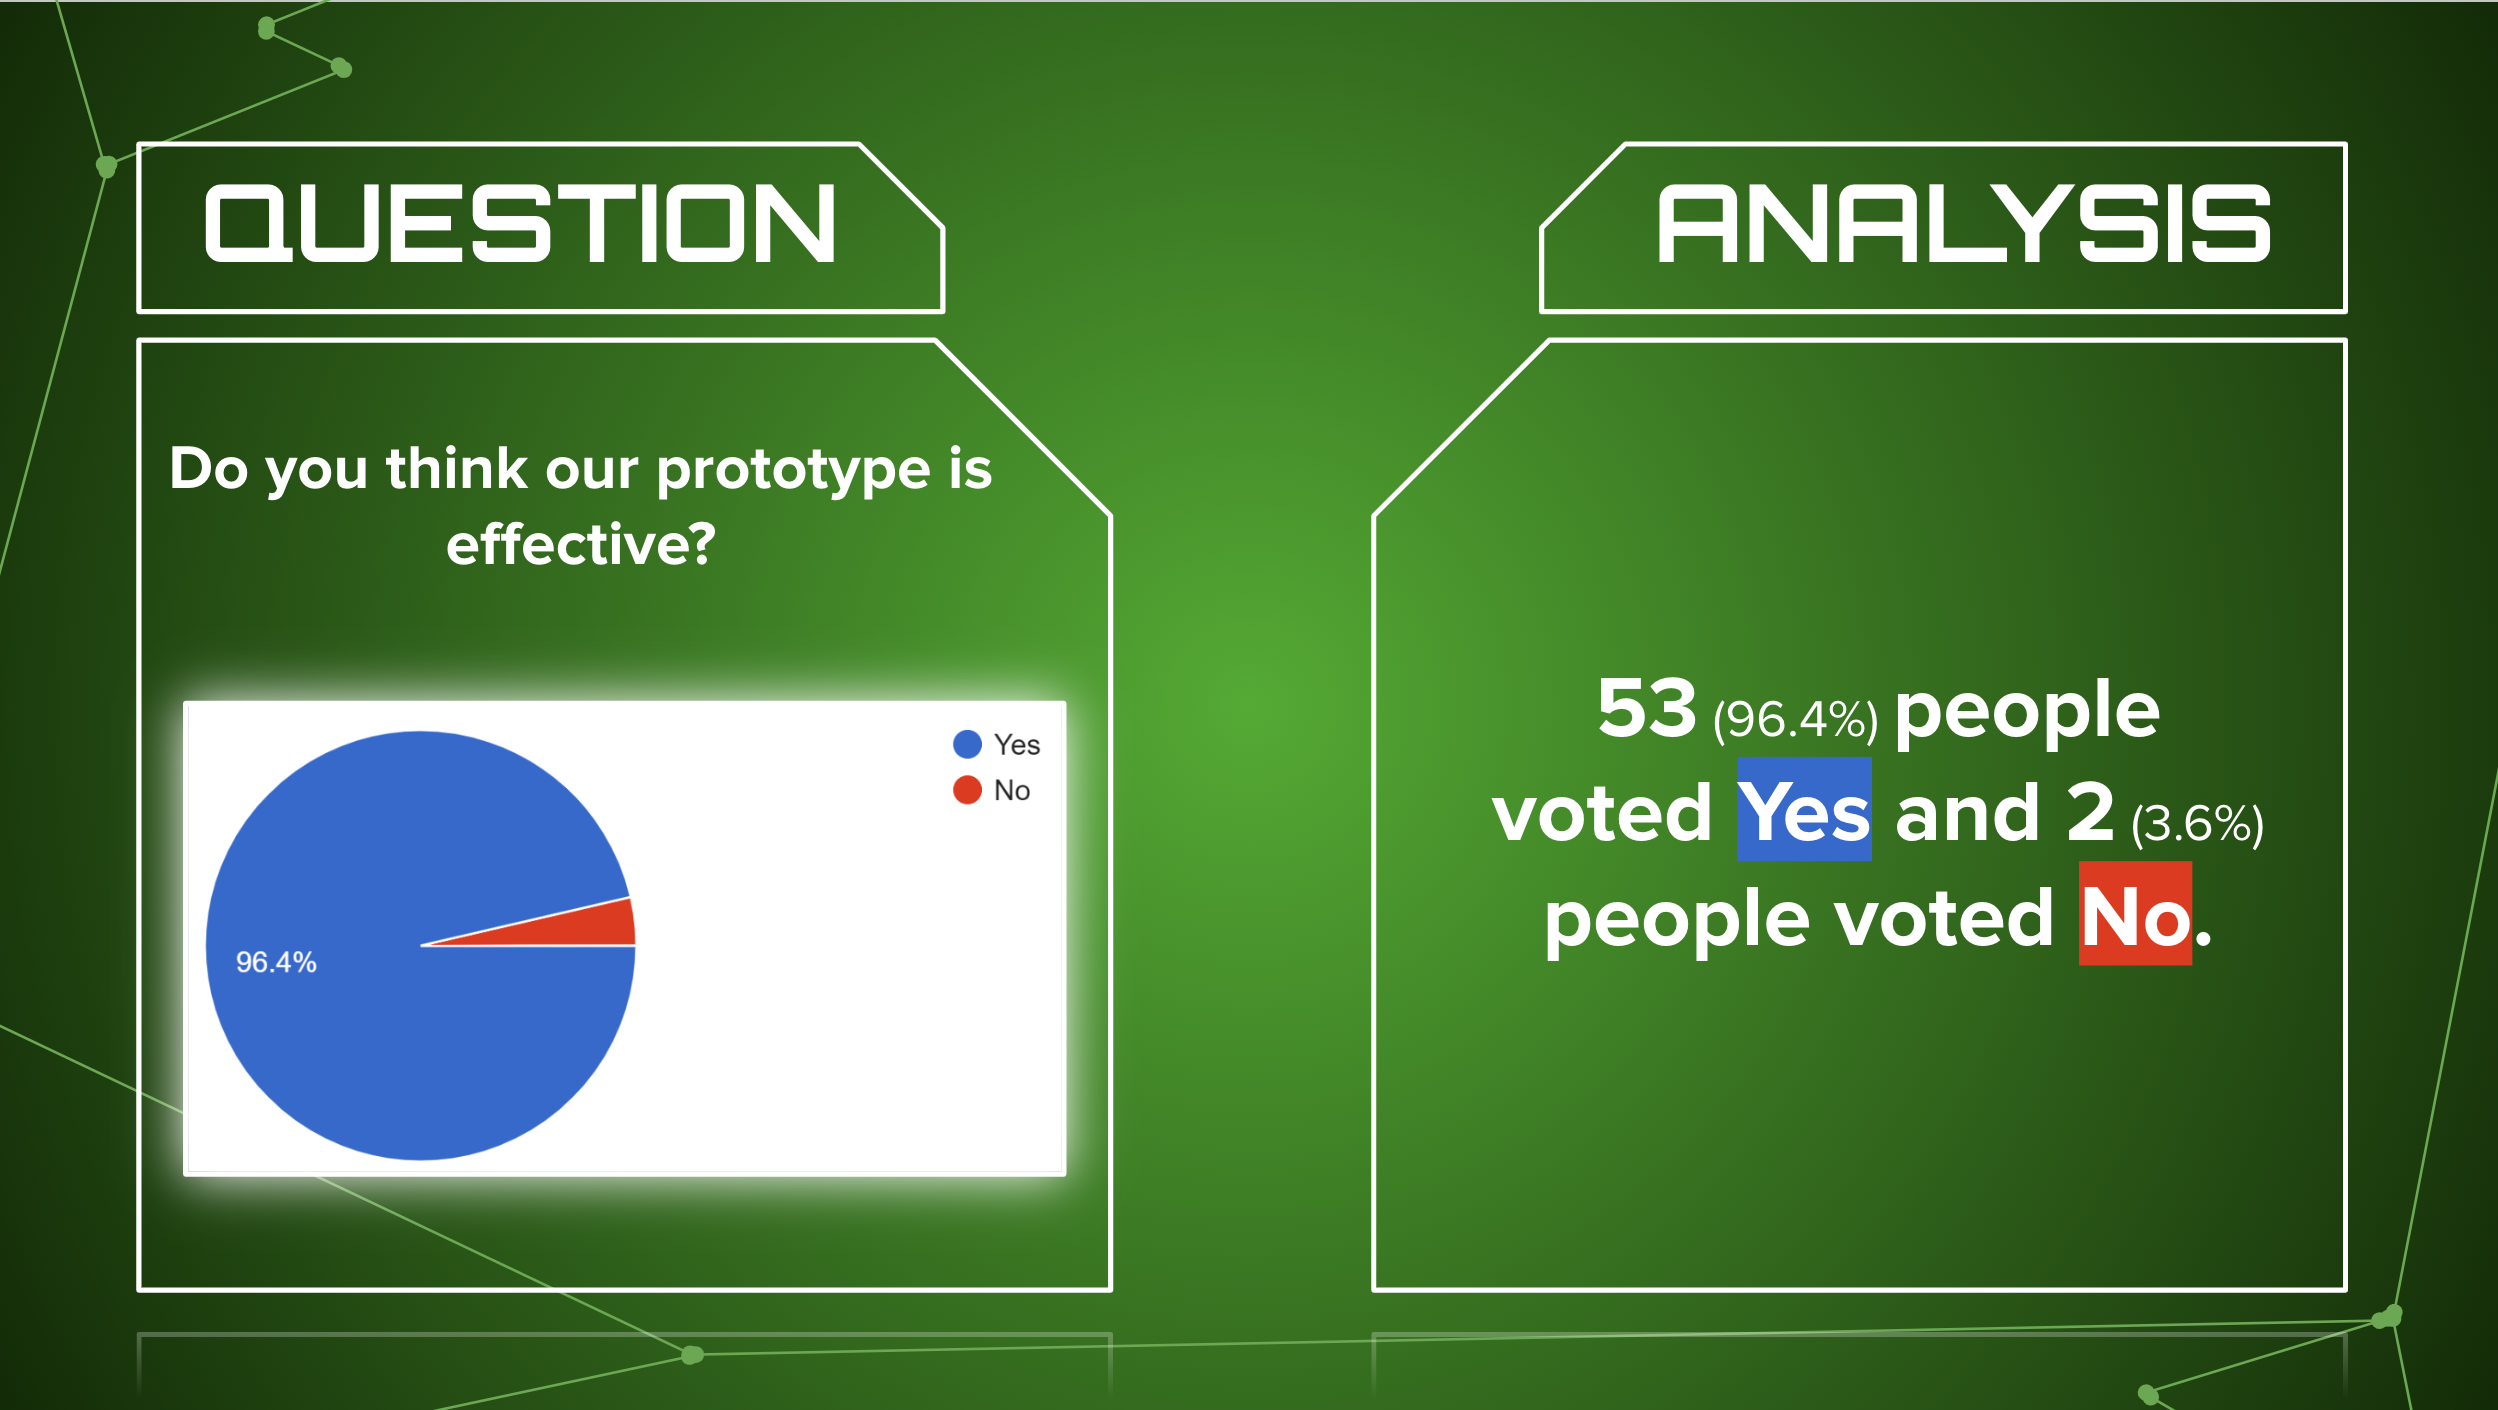 QUESTION
Do you think our prototype is
effective?
Yes
No
96.4%
ANALYSIS
53 (96.4%) people
voted Yes and 2 (3.6%)
people voted No.